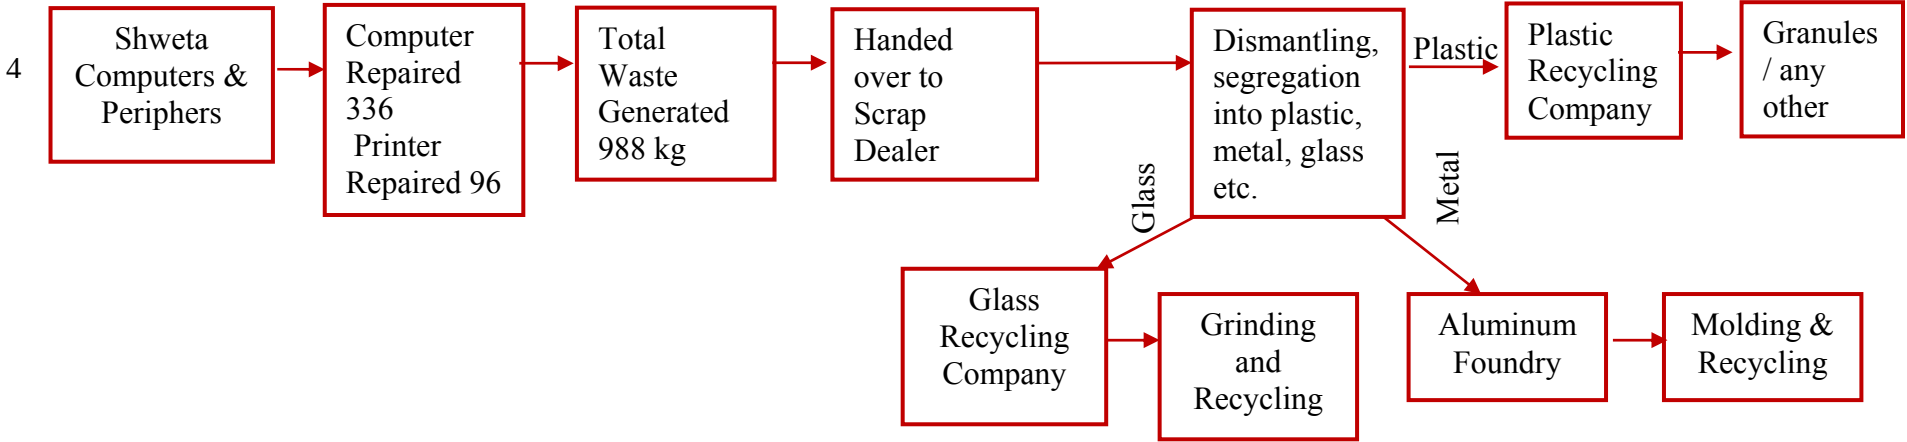 4
Shweta
Computers &
Periphers
Computer
Repaired
336
Printer
Repaired 96
Total
Waste
Generated
988 kg
Handed
over to
Scrap
Dealer
Dismantling,
segregation
into plastic,
metal, glass
etc.
Plastic
Plastic
Recycling
Company
Granules
/ any
other
Glass
Metal
Glass
Recycling
Company
Grinding
and
Recycling
Aluminum
Foundry
Molding &
Recycling